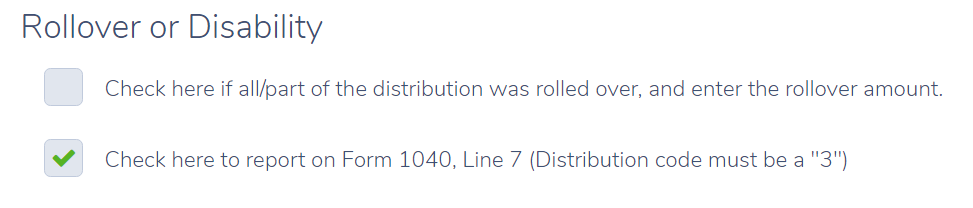 Rollover or Disability
Check here if all/part of the distribution was rolled over, and enter the rollover amount.
Check here to report on Form 1040, Line 7 (Distribution code must be a "3")